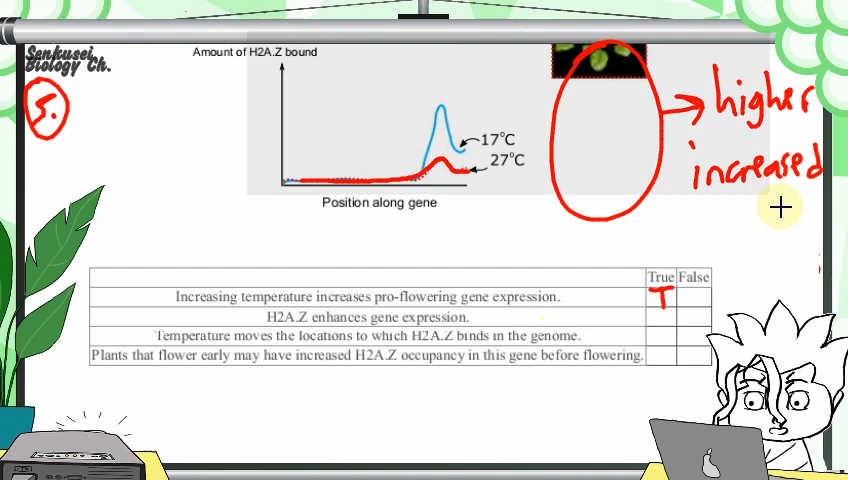 Senkusei
Biology Ch.
5.
Amount of H2A.Z bound
17°C
27°C
Position along gene
higher
increased
True False
Increasing temperature increases pro-flowering gene expression. T
H2A.Z enhances gene expression.
Temperature moves the locations to which H2A.Z binds in the genome.
Plants that flower early may have increased H2A.Z occupancy in this gene before flowering.